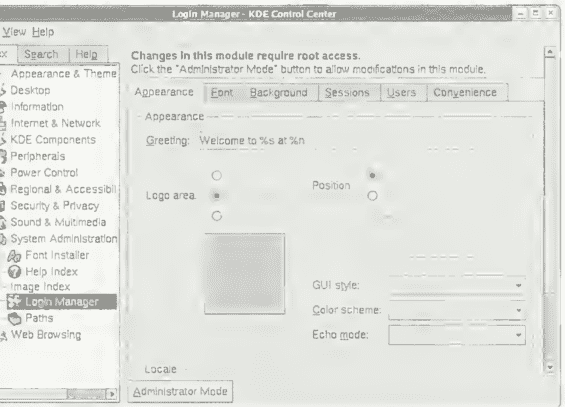 Login Manager - KDE Control Center
View Help
Search Help
Changes in this module require root access.
Click the "Administrator Mode" button to allow modifications in this module.
Appearance & Theme
Desktop
Information
Internet & Network
KDE Components
Peripherals
Power Control
Regional & Accessibil
Security & Privacy
Sound & Multimedia
System Administration
Font Installer
Help Index
Image Index
Login Manager
Paths
Web Browsing
Appearance Font Background Sessions Users Convenience
Appearance
Greeting: Welcome to %s at %n
Logo area:
Position
GUI style:
Color scheme:
Echo mode:
Locale
Administrator Mode